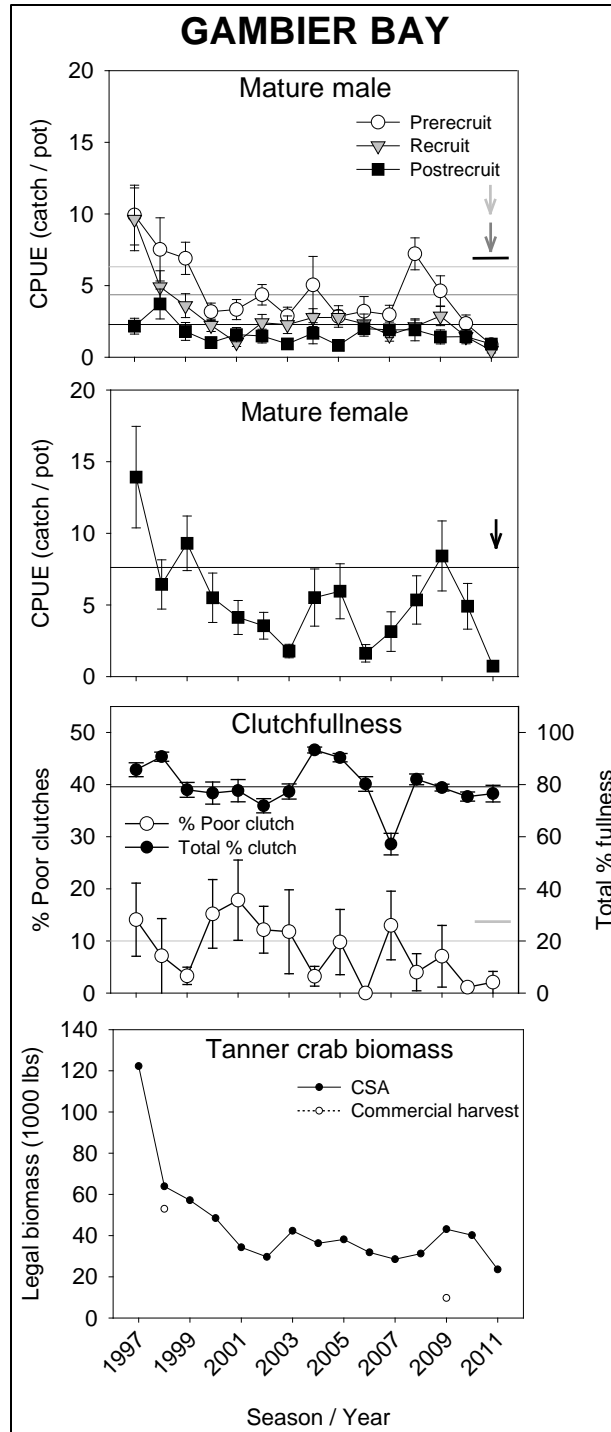 GAMBIER BAY
Mature male
Prerecruit
Recruit
Postrecruit
CPUE (catch / pot)
20
15
10
5
0
Mature female
CPUE (catch / pot)
20
15
10
5
0
Clutchfullness
% Poor clutch
Total % clutch
% Poor clutches
50
40
30
20
10
0
Total % fullness
100
80
60
40
20
0
Tanner crab biomass
CSA
Commercial harvest
Legal biomass (1000 lbs)
140
120
100
80
60
40
20
0
1997
1999
2001
2003
2005
2007
2009
2011
Season / Year